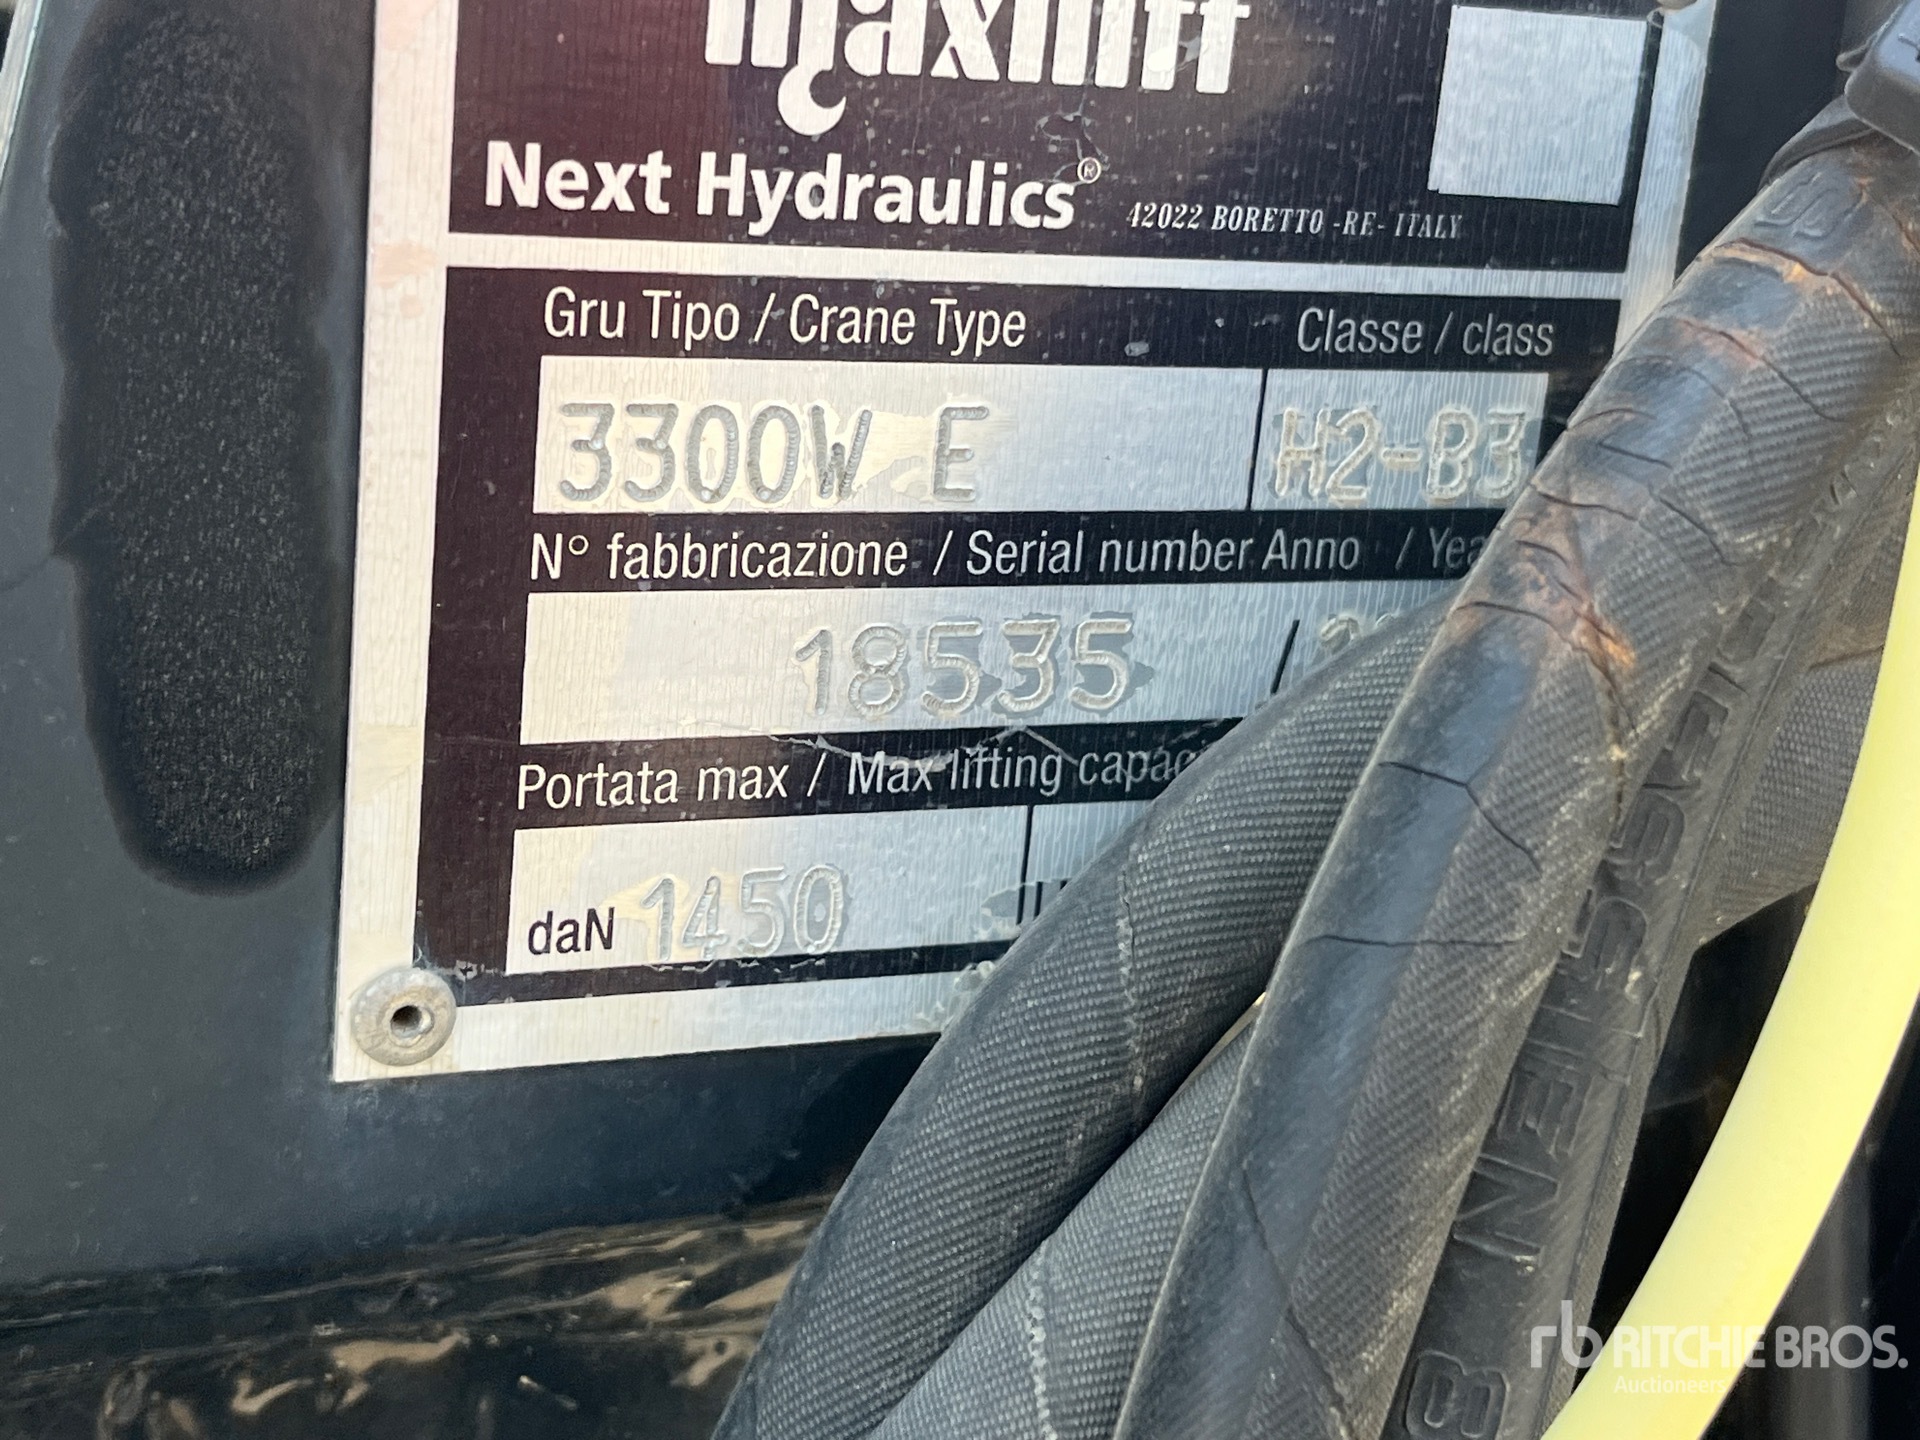 maxilift
Next Hydraulics® 42022 BORETTO -RE- ITALY
Gru Tipo / Crane Type Classe / class
3300W E H2-B3
N° fabbricazione / Serial number Anno / Yea
18535
Portata max / Max lifting capac
daN 1450
rb RITCHIE BROS.
Auctioneers